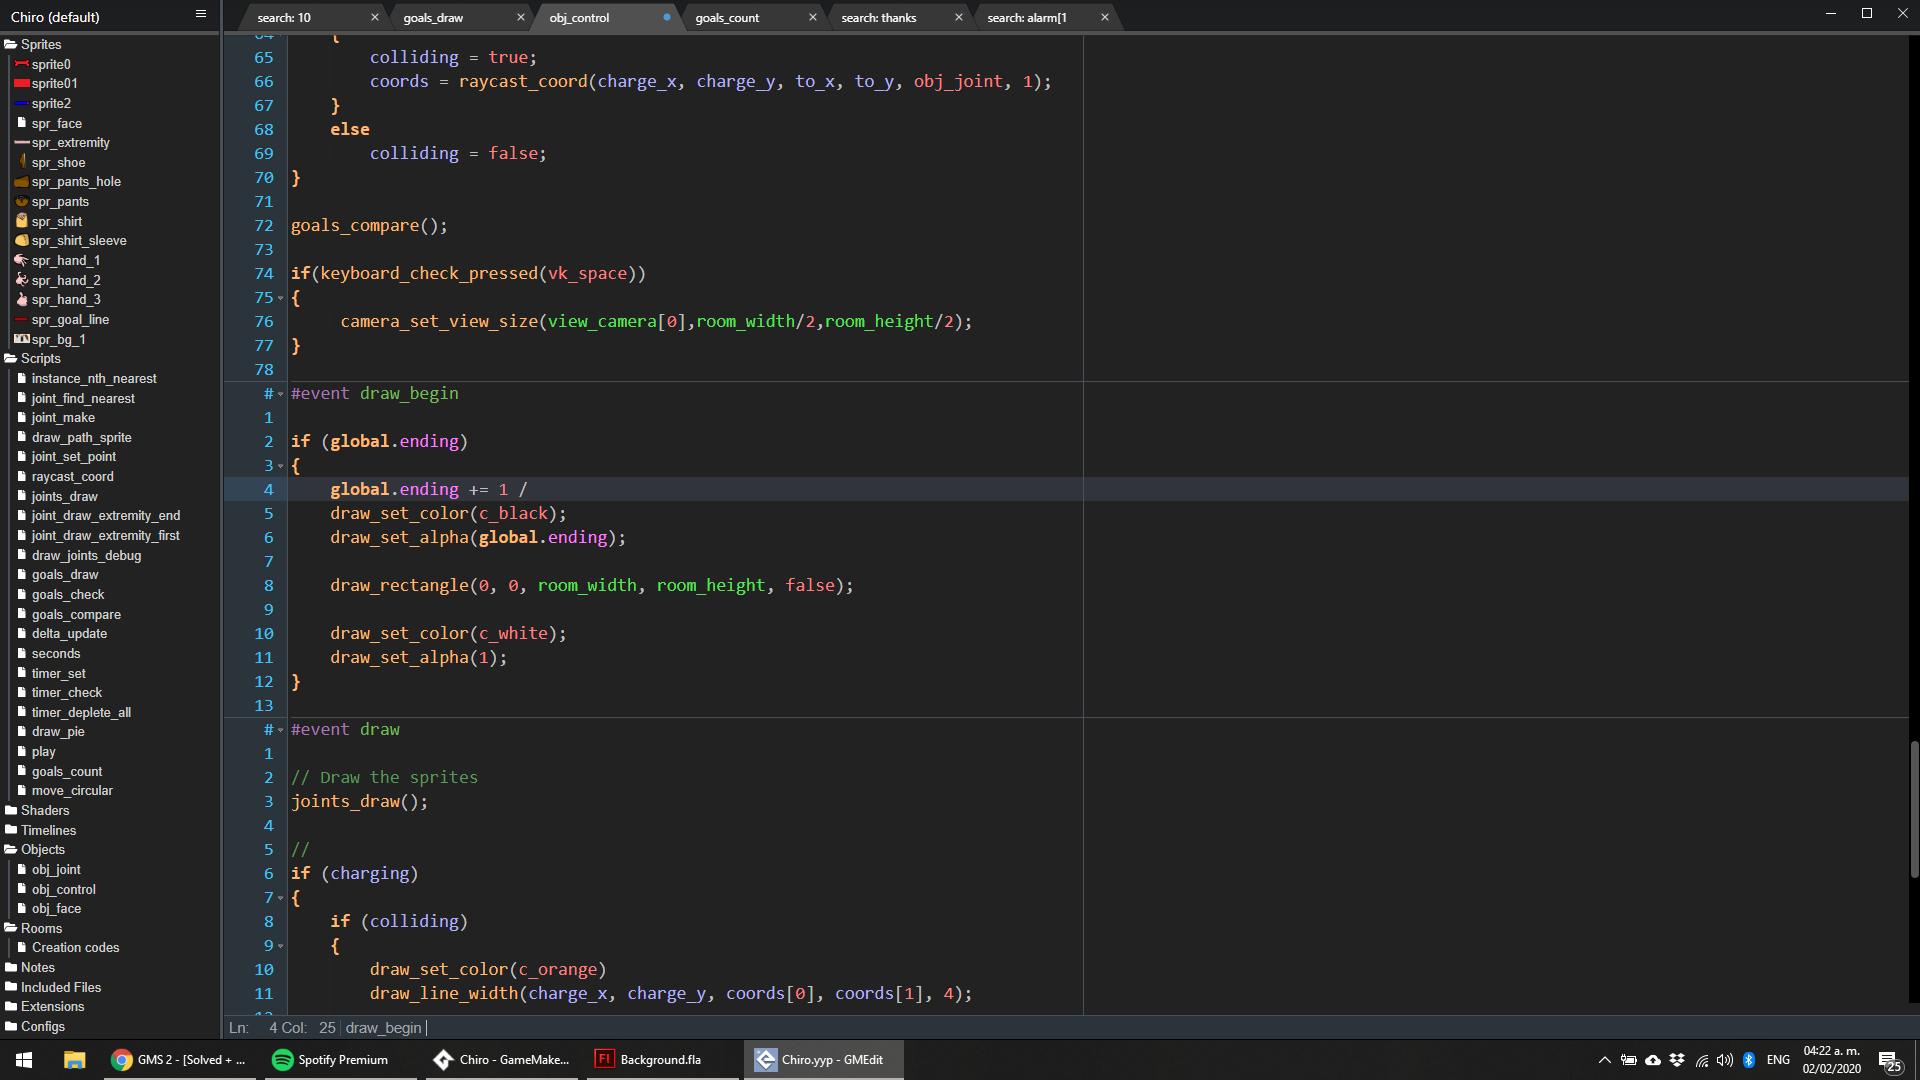 Chiro (default)
search: 10
goals_draw
obj_control
goals_count
search: thanks
search: alarm[1
Sprites
sprite0
sprite01
sprite2
spr_face
spr_extremity
spr_shoe
spr_pants_hole
spr_pants
spr_shirt
spr_shirt_sleeve
spr_hand_1
spr_hand_2
spr_hand_3
spr_goal_line
spr_bg_1
Scripts
instance_nth_nearest
joint_find_nearest
joint_make
draw_path_sprite
joint_set_point
raycast_coord
joints_draw
joint_draw_extremity_end
joint_draw_extremity_first
draw_joints_debug
goals_draw
goals_check
goals_compare
delta_update
seconds
timer_set
timer_check
timer_deplete_all
draw_pie
play
goals_count
move_circular
Shaders
Timelines
Objects
obj_joint
obj_control
obj_face
Rooms
Creation codes
Notes
Included Files
Extensions
Configs
64 {
65 colliding = true;
66 coords = raycast_coord(charge_x, charge_y, to_x, to_y, obj_joint, 1);
67 }
68 else
69 colliding = false;
70 }
71
72 goals_compare();
73
74 if(keyboard_check_pressed(vk_space))
75 {
76 camera_set_view_size(view_camera[0],room_width/2,room_height/2);
77 }
78
# #event draw_begin
1
2 if (global.ending)
3 {
4 global.ending += 1 /
5 draw_set_color(c_black);
6 draw_set_alpha(global.ending);
7
8 draw_rectangle(0, 0, room_width, room_height, false);
9
10 draw_set_color(c_white);
11 draw_set_alpha(1);
12 }
13
# #event draw
1
2 // Draw the sprites
3 joints_draw();
4
5 //
6 if (charging)
7 {
8 if (colliding)
9 {
10 draw_set_color(c_orange)
11 draw_line_width(charge_x, charge_y, coords[0], coords[1], 4);
Ln: 4 Col: 25 draw_begin
GMS 2 - [Solved + ...
Spotify Premium
Chiro - GameMake...
Fl
Background.fla
Chiro.yyp - GMEdit
ENG
04:22 a. m.
02/02/2020
25